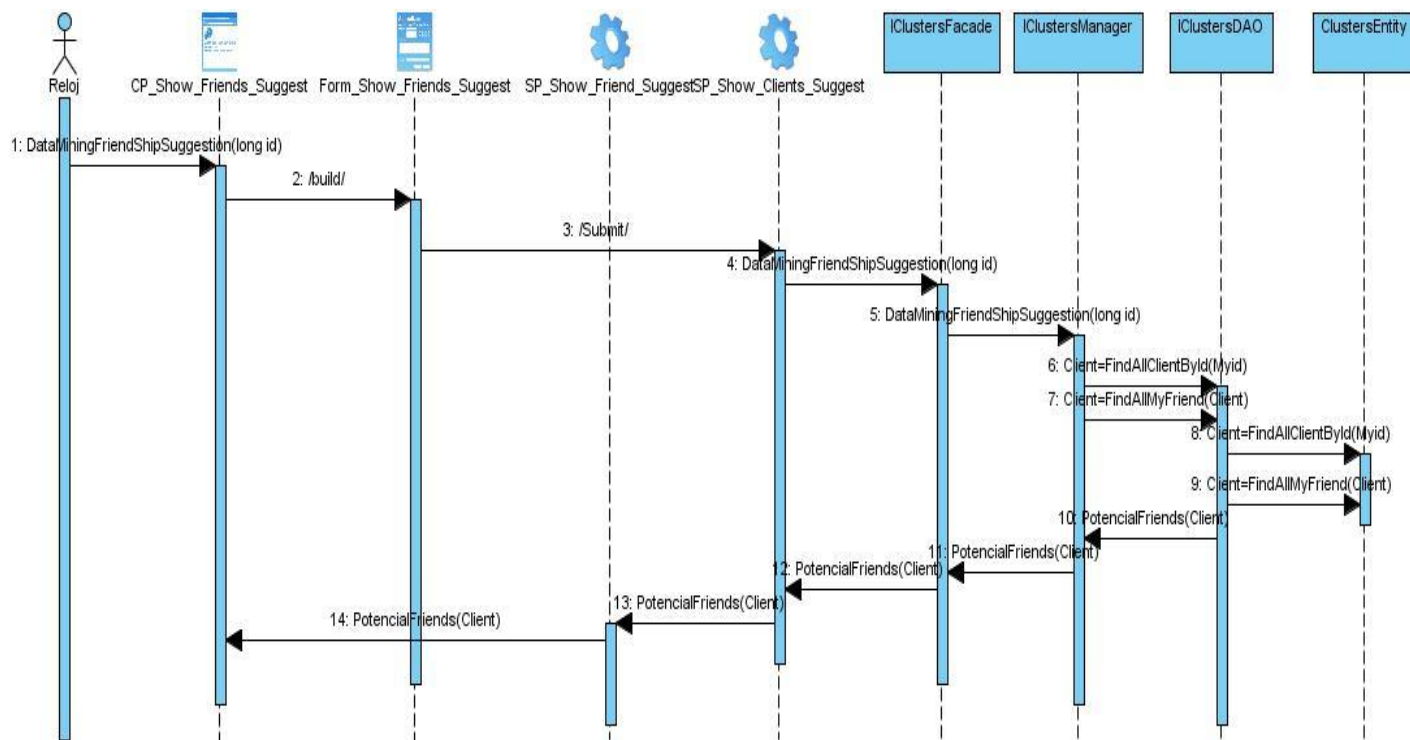 IClustersFacade
IClustersManager
IClustersDAO
ClustersEntity
Reloj
CP_Show_Friends_Suggest
Form_Show_Friends_Suggest
SP_Show_Friend_Suggest
SP_Show_Clients_Suggest
1: DataMiningFriendShipSuggestion(long id)
2: /build/
3: /Submit/
4: DataMiningFriendShipSuggestion(long id)
5: DataMiningFriendShipSuggestion(long id)
6: Client=FindAllClientById(Myid)
7: Client=FindAllMyFriend(Client)
8: Client=FindAllClientById(Myid)
9: Client=FindAllMyFriend(Client)
10: PotencialFriends(Client)
11: PotencialFriends(Client)
12: PotencialFriends(Client)
13: PotencialFriends(Client)
14: PotencialFriends(Client)